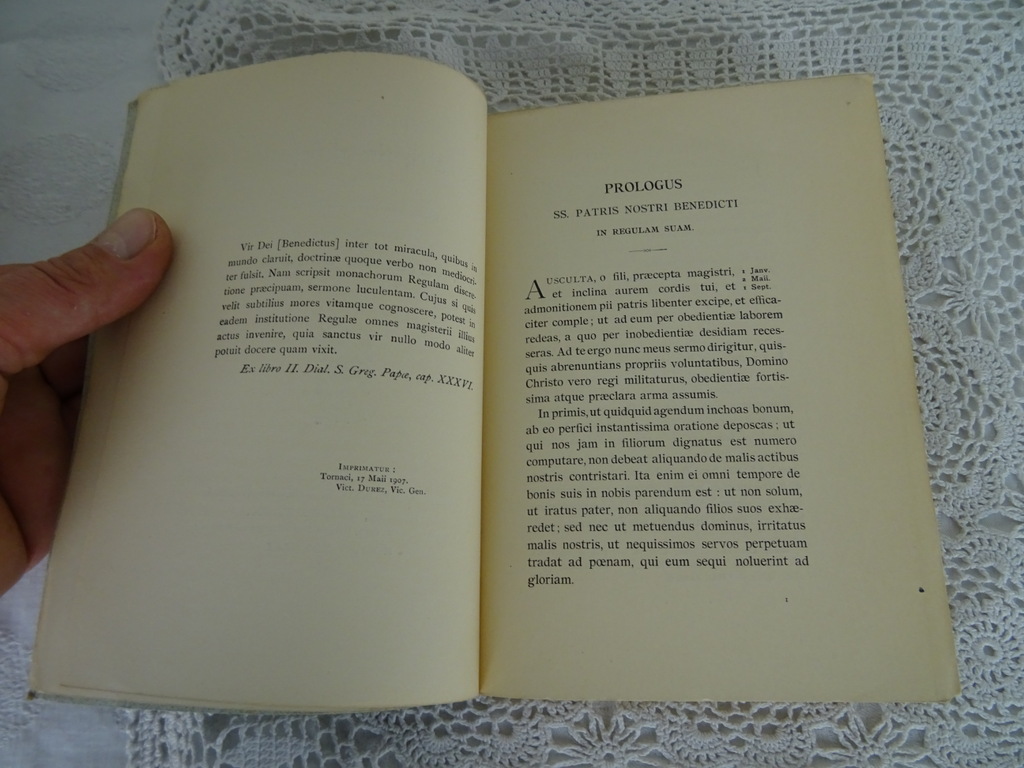 Vir Dei [Benedictus] inter tot miracula, quibus in
mundo claruit, doctrinæ quoque verbo non mediocri-
ter fulsit. Nam scripsit monachorum Regulam discre-
tione præcipuam, sermone luculentam. Cujus si quis
velit subtilius mores vitamque cognoscere, potest in
eadem institutione Regulæ omnes magisterii illius
actus invenire, quia sanctus vir nullo modo aliter
potuit docere quam vixit.
Ex libro II. Dial. S. Greg. Papæ, cap. XXXVI.
IMPRIMATUR :
Tornaci, 17 Maii 1907.
Vict. DUREZ, Vic. Gen.
PROLOGUS
SS. PATRIS NOSTRI BENEDICTI
IN REGULAM SUAM.
AUSCULTA, o fili, præcepta magistri, 1 Janv.
et inclina aurem cordis tui, et 2 Maii. 1 Sept.
admonitionem pii patris libenter excipe, et effica-
citer comple ; ut ad eum per obedientiæ laborem
redeas, a quo per inobedientiæ desidiam reces-
seras. Ad te ergo nunc meus sermo dirigitur, quis-
quis abrenuntians propriis voluntatibus, Domino
Christo vero regi militaturus, obedientiæ fortis-
sima atque præclara arma assumis.
In primis, ut quidquid agendum inchoas bonum,
ab eo perfici instantissima oratione deposcas ; ut
qui nos jam in filiorum dignatus est numero
computare, non debeat aliquando de malis actibus
nostris contristari. Ita enim ei omni tempore de
bonis suis in nobis parendum est : ut non solum,
ut iratus pater, non aliquando filios suos exhæ-
redet ; sed nec ut metuendus dominus, irritatus
malis nostris, ut nequissimos servos perpetuam
tradat ad pœnam, qui eum sequi noluerint ad
gloriam.
1